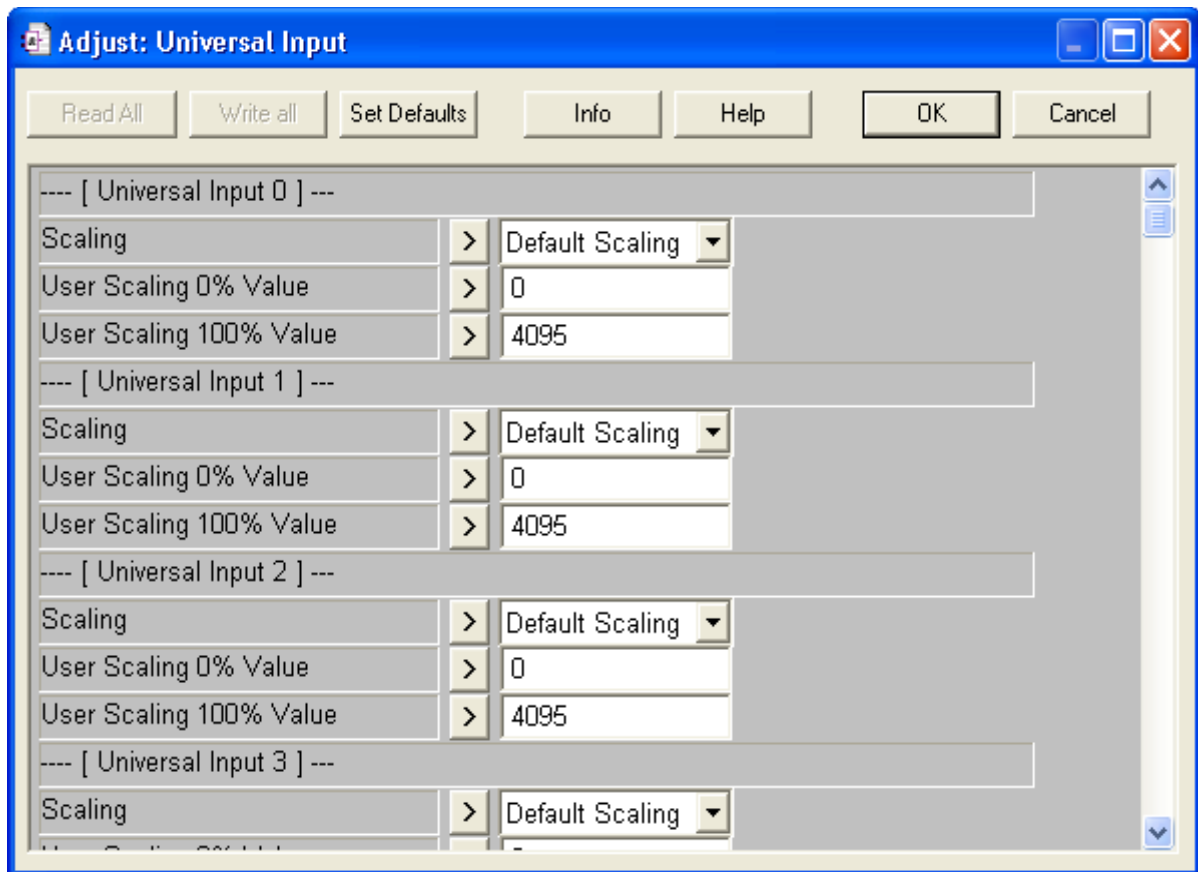 Adjust: Universal Input
Read All Write all Set Defaults Info Help OK Cancel
---- [ Universal Input 0 ] ---
Scaling > Default Scaling
User Scaling 0% Value > 0
User Scaling 100% Value > 4095
---- [ Universal Input 1 ] ---
Scaling > Default Scaling
User Scaling 0% Value > 0
User Scaling 100% Value > 4095
---- [ Universal Input 2 ] ---
Scaling > Default Scaling
User Scaling 0% Value > 0
User Scaling 100% Value > 4095
---- [ Universal Input 3 ] ---
Scaling > Default Scaling